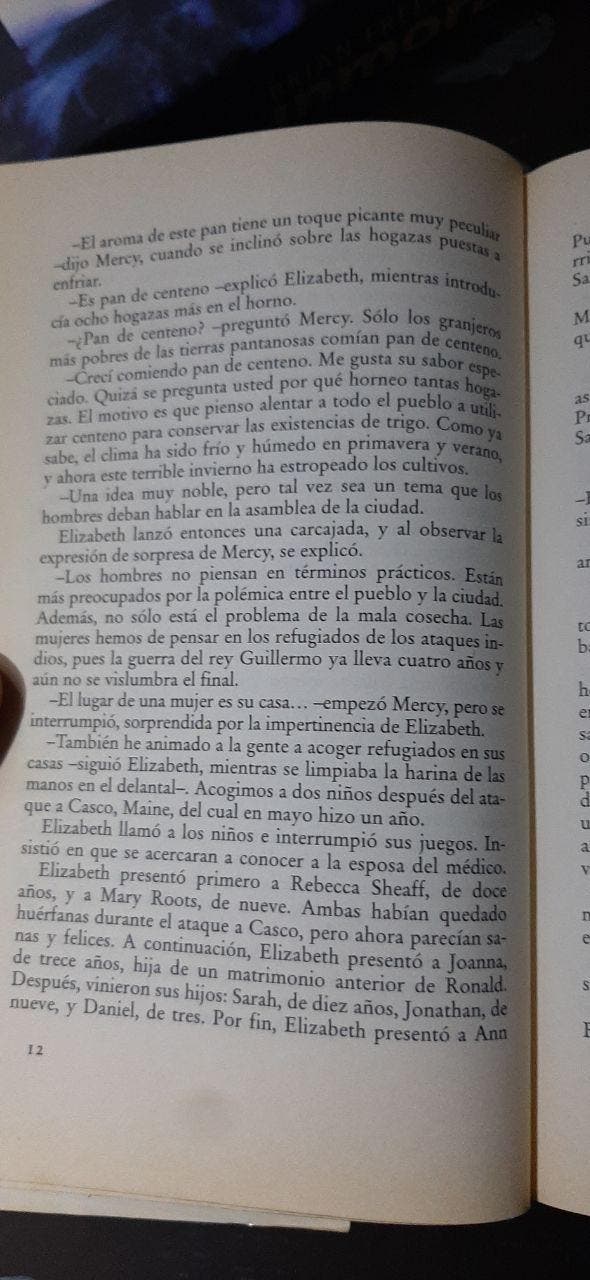 –El aroma de este pan tiene un toque picante muy peculiar
–dijo Mercy, cuando se inclinó sobre las hogazas puestas a
enfriar.
–Es pan de centeno –explicó Elizabeth, mientras introdu-
cía ocho hogazas más en el horno.
–¿Pan de centeno? –preguntó Mercy. Sólo los granjeros
más pobres de las tierras pantanosas comían pan de centeno.
–Crecí comiendo pan de centeno. Me gusta su sabor espe-
ciado. Quizá se pregunta usted por qué horneo tantas hoga-
zas. El motivo es que pienso alentar a todo el pueblo a utili-
zar centeno para conservar las existencias de trigo. Como ya
sabe, el clima ha sido frío y húmedo en primavera y verano,
y ahora este terrible invierno ha estropeado los cultivos.
–Una idea muy noble, pero tal vez sea un tema que los
hombres deban hablar en la asamblea de la ciudad.
Elizabeth lanzó entonces una carcajada, y al observar la
expresión de sorpresa de Mercy, se explicó.
–Los hombres no piensan en términos prácticos. Están
más preocupados por la polémica entre el pueblo y la ciudad.
Además, no sólo está el problema de la mala cosecha. Las
mujeres hemos de pensar en los refugiados de los ataques in-
dios, pues la guerra del rey Guillermo ya lleva cuatro años y
aún no se vislumbra el final.
–El lugar de una mujer es su casa... –empezó Mercy, pero se
interrumpió, sorprendida por la impertinencia de Elizabeth.
–También he animado a la gente a acoger refugiados en sus
casas –siguió Elizabeth, mientras se limpiaba la harina de las
manos en el delantal–. Acogimos a dos niños después del ata-
que a Casco, Maine, del cual en mayo hizo un año.
Elizabeth llamó a los niños e interrumpió sus juegos. In-
sistió en que se acercaran a conocer a la esposa del médico.
Elizabeth presentó primero a Rebecca Sheaff, de doce
años, y a Mary Roots, de nueve. Ambas habían quedado
huérfanas durante el ataque a Casco, pero ahora parecían sa-
nas y felices. A continuación, Elizabeth presentó a Joanna,
de trece años, hija de un matrimonio anterior de Ronald.
Después, vinieron sus hijos: Sarah, de diez años, Jonathan, de
nueve, y Daniel, de tres. Por fin, Elizabeth presentó a Ann
12